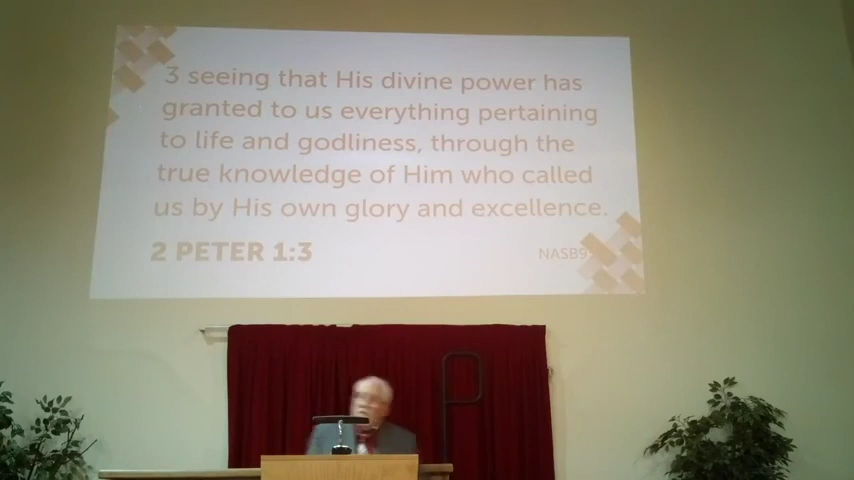 3 seeing that His divine power has
granted to us everything pertaining
to life and godliness, through the
true knowledge of Him who called
us by His own glory and excellence.
2 PETER 1:3